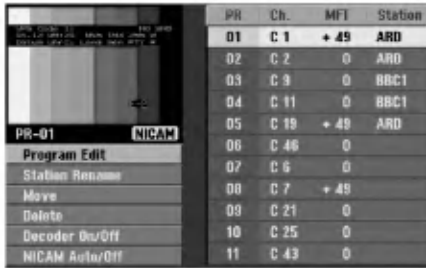 PR Ch. MFT Station
01 C 1 + 49 ARD
02 C 2 0 ARD
03 C 9 0 BBC1
04 C 11 0 BBC1
05 C 19 + 49 ARD
06 C 46 0
07 C 6 0
08 C 7 + 49
09 C 21 0
10 C 25 0
11 C 43 0
PR-01 NICAM
Program Edit
Station Rename
Move
Delete
Decoder On/Off
NICAM Auto/Off